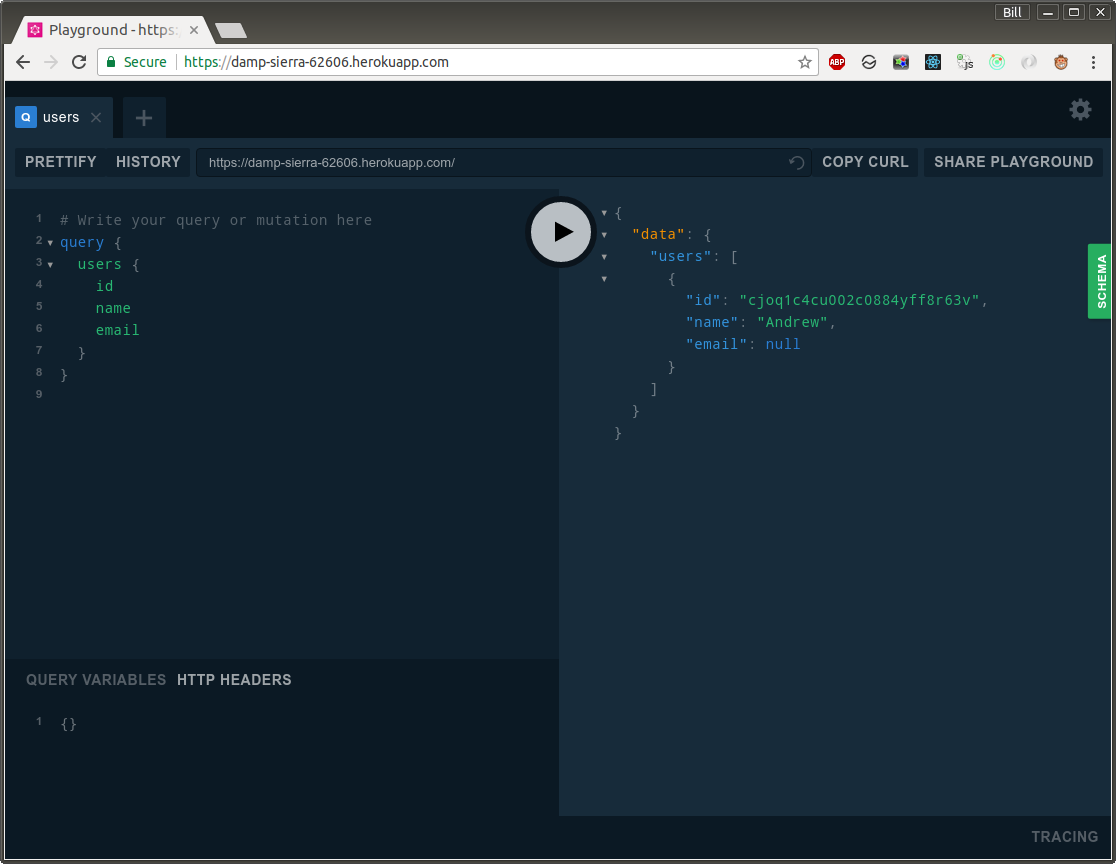 Bill
Playground - https:
Secure https://damp-sierra-62606.herokuapp.com
ABP
JS
Q users
PRETTIFY HISTORY https://damp-sierra-62606.herokuapp.com/ COPY CURL SHARE PLAYGROUND
1 # Write your query or mutation here
2 query {
3 users {
4 id
5 name
6 email
7 }
8 }
9
{
"data": {
"users": [
{
"id": "cjoq1c4cu002c0884yff8r63v",
"name": "Andrew",
"email": null
}
]
}
}
SCHEMA
QUERY VARIABLES HTTP HEADERS
1 {}
TRACING